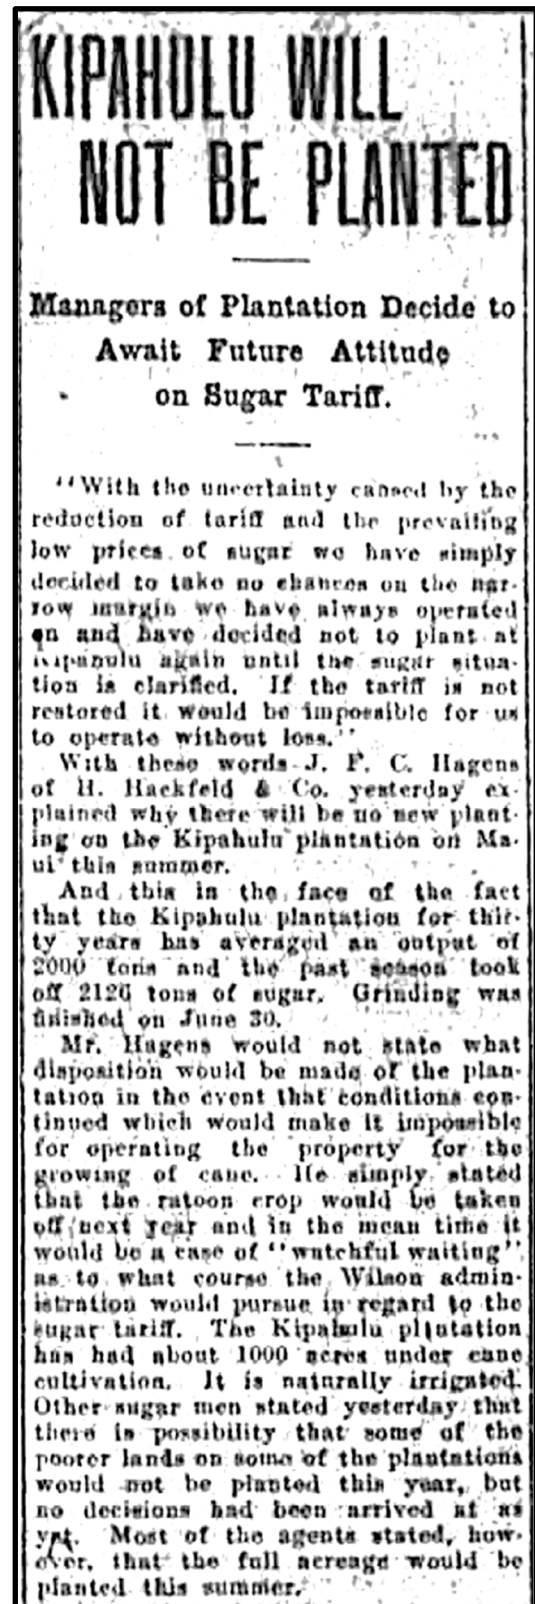 KIPAHULU WILL
NOT BE PLANTED
Managers of Plantation Decide to
Await Future Attitude
on Sugar Tariff.
"With the uncertainty caused by the
reduction of tariff and the prevailing
low prices of sugar we have simply
decided to take no chances on the nar-
row margin we have always operated
on and have decided not to plant at
Kipahulu again until the sugar situa-
tion is clarified. If the tariff is not
restored it would be impossible for us
to operate without loss."
With these words J. F. C. Hagens
of H. Hackfeld & Co. yesterday ex-
plained why there will be no new plant-
ing on the Kipahulu plantation on Ma-
ui this summer.
And this in the face of the fact
that the Kipahulu plantation for thir-
ty years has averaged an output of
2000 tons and the past season took
off 2126 tons of sugar. Grinding was
finished on June 30.
Mr. Hagens would not state what
disposition would be made of the plan-
tation in the event that conditions con-
tinued which would make it impossible
for operating the property for the
growing of cane. He simply stated
that the ratoon crop would be taken
off next year and in the mean time it
would be a case of "watchful waiting"
as to what course the Wilson admin-
istration would pursue in regard to the
sugar tariff. The Kipahulu plantation
has had about 1000 acres under cane
cultivation. It is naturally irrigated.
Other sugar men stated yesterday that
there is possibility that some of the
poorer lands on some of the plantations
would not be planted this year, but
no decisions had been arrived at as
yet. Most of the agents stated, how-
ever, that the full acreage would be
planted this summer.